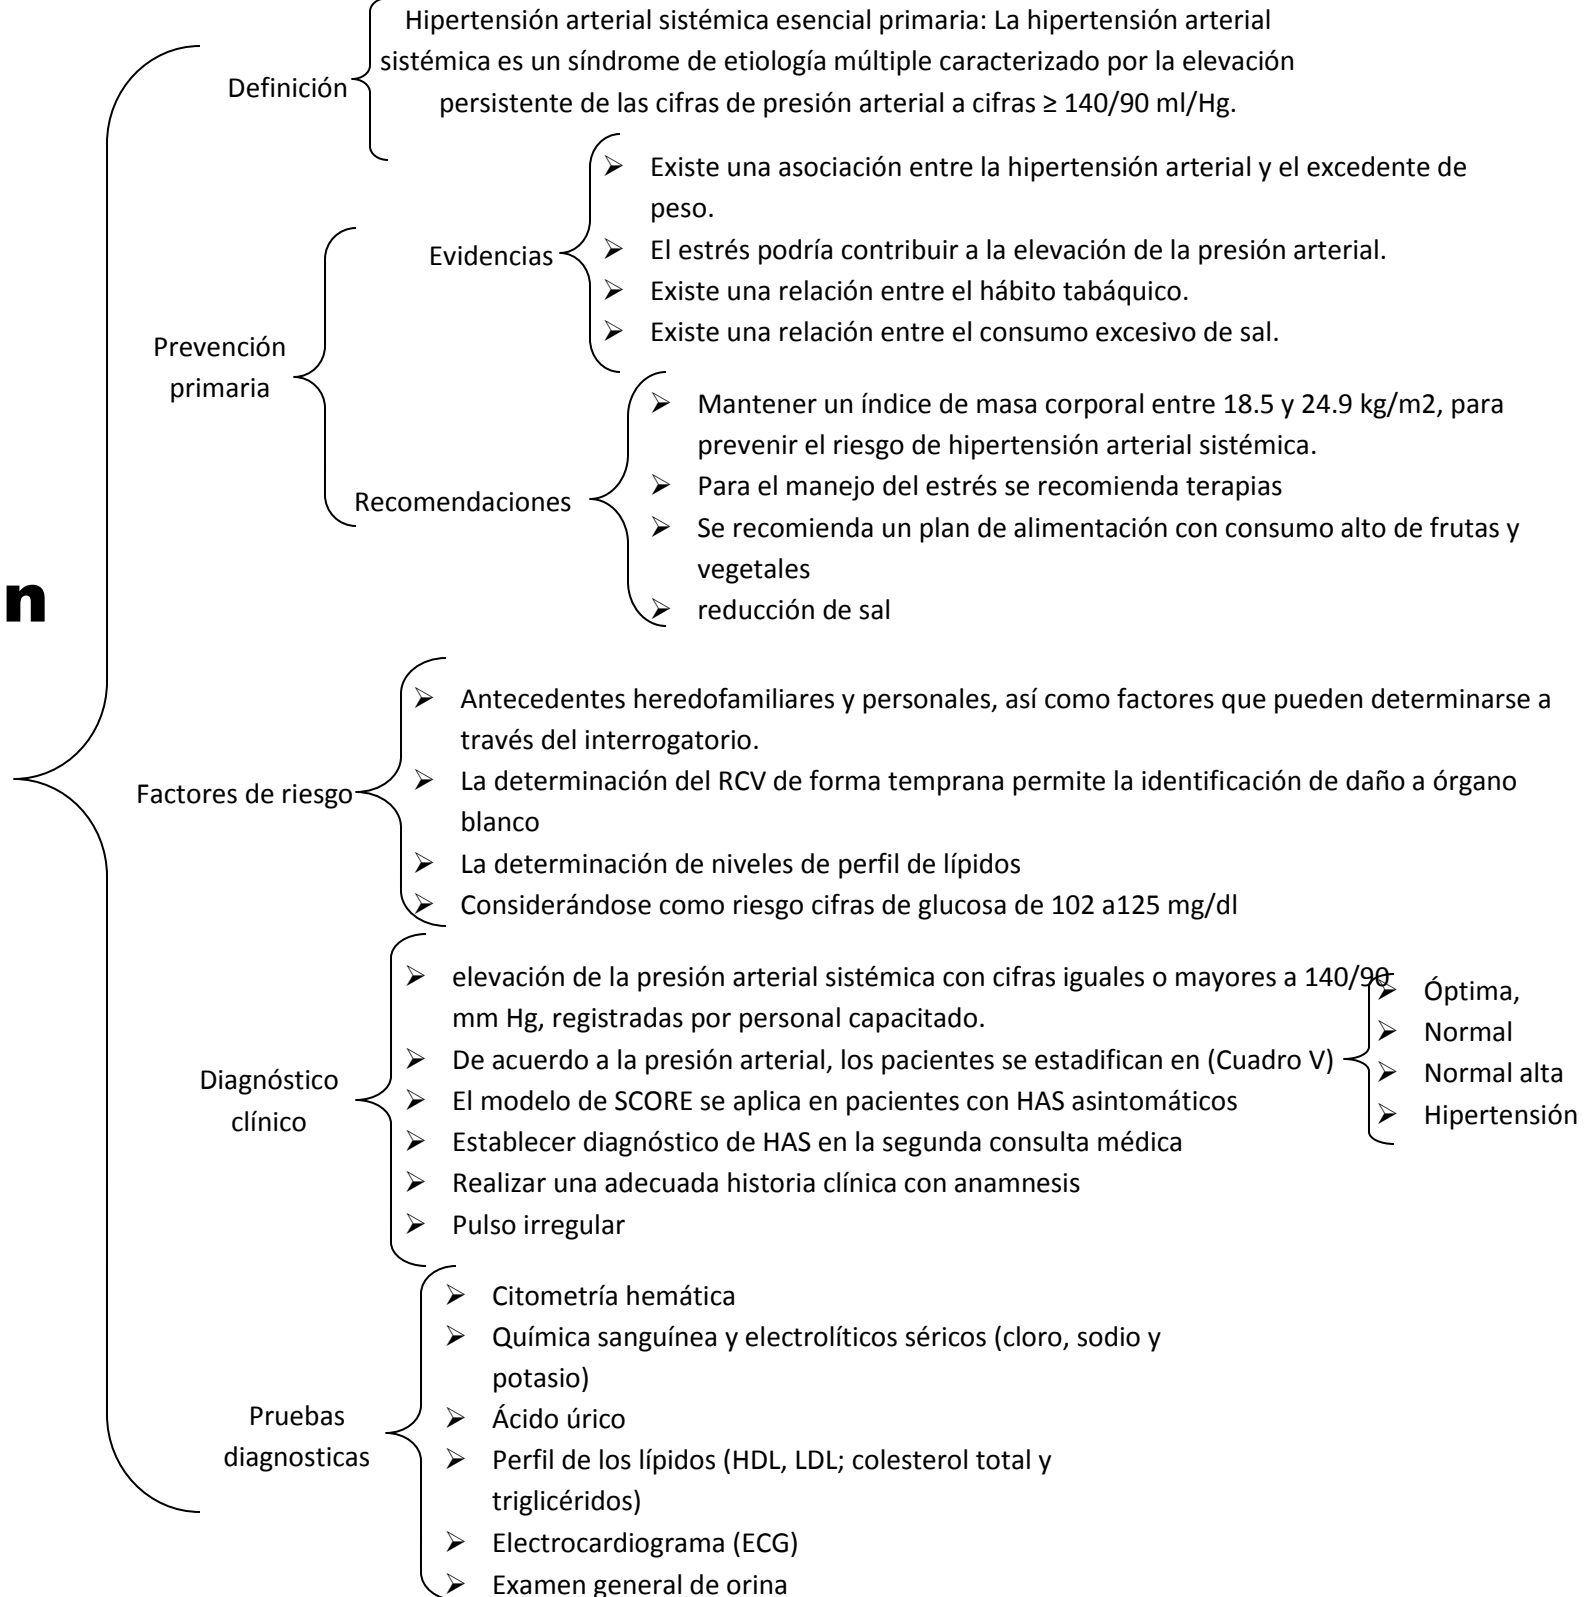 Hipertensión arterial sistémica esencial primaria: La hipertensión arterial
sistémica es un síndrome de etiología múltiple caracterizado por la elevación
persistente de las cifras de presión arterial a cifras ≥ 140/90 ml/Hg.
Definición
➢ Existe una asociación entre la hipertensión arterial y el excedente de
peso.
➢ El estrés podría contribuir a la elevación de la presión arterial.
➢ Existe una relación entre el hábito tabáquico.
➢ Existe una relación entre el consumo excesivo de sal.
Evidencias
Prevención
primaria
➢ Mantener un índice de masa corporal entre 18.5 y 24.9 kg/m2, para
prevenir el riesgo de hipertensión arterial sistémica.
➢ Para el manejo del estrés se recomienda terapias
➢ Se recomienda un plan de alimentación con consumo alto de frutas y
vegetales
➢ reducción de sal
Recomendaciones
n
➢ Antecedentes heredofamiliares y personales, así como factores que pueden determinarse a
través del interrogatorio.
➢ La determinación del RCV de forma temprana permite la identificación de daño a órgano
blanco
➢ La determinación de niveles de perfil de lípidos
➢ Considerándose como riesgo cifras de glucosa de 102 a125 mg/dl
Factores de riesgo
➢ elevación de la presión arterial sistémica con cifras iguales o mayores a 140/90
mm Hg, registradas por personal capacitado.
➢ De acuerdo a la presión arterial, los pacientes se estadifican en (Cuadro V)
➢ El modelo de SCORE se aplica en pacientes con HAS asintomáticos
➢ Establecer diagnóstico de HAS en la segunda consulta médica
➢ Realizar una adecuada historia clínica con anamnesis
➢ Pulso irregular
➢ Óptima,
➢ Normal
➢ Normal alta
➢ Hipertensión
Diagnóstico
clínico
➢ Citometría hemática
➢ Química sanguínea y electrolíticos séricos (cloro, sodio y
potasio)
➢ Ácido úrico
➢ Perfil de los lípidos (HDL, LDL; colesterol total y
triglicéridos)
➢ Electrocardiograma (ECG)
➢ Examen general de orina
Pruebas
diagnosticas